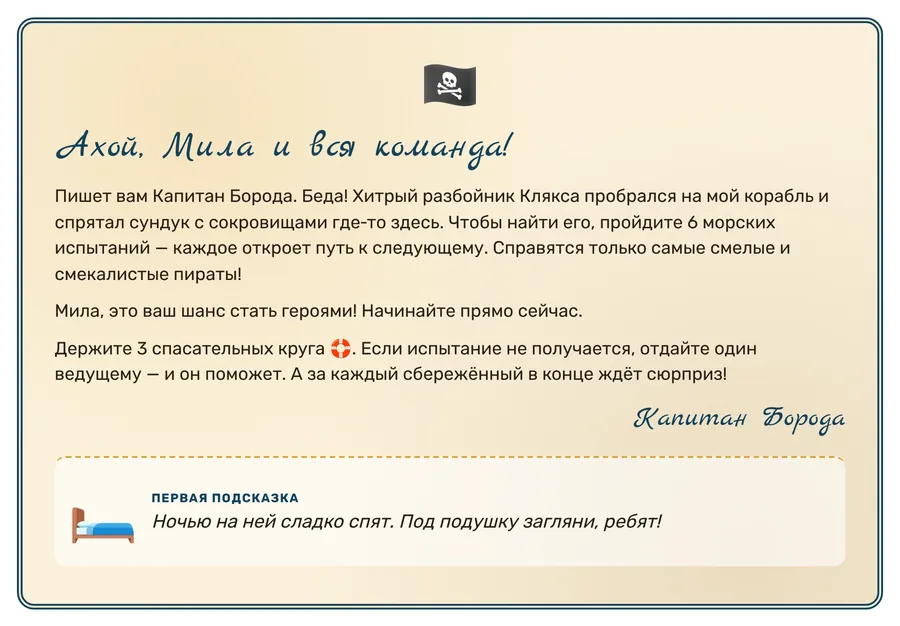 Ахой, Мила и вся команда!
Пишет вам Капитан Борода. Беда! Хитрый разбойник Клякса пробрался на мой корабль и
спрятал сундук с сокровищами где-то здесь. Чтобы найти его, пройдите 6 морских
испытаний — каждое откроет путь к следующему. Справятся только самые смелые и
смекалистые пираты!
Мила, это ваш шанс стать героями! Начинайте прямо сейчас.
Держите 3 спасательных круга 🛟. Если испытание не получается, отдайте один
ведущему — и он поможет. А за каждый сбережённый в конце ждёт сюрприз!
Капитан Борода
ПЕРВАЯ ПОДСКАЗКА
Ночью на ней сладко спят. Под подушку загляни, ребят!